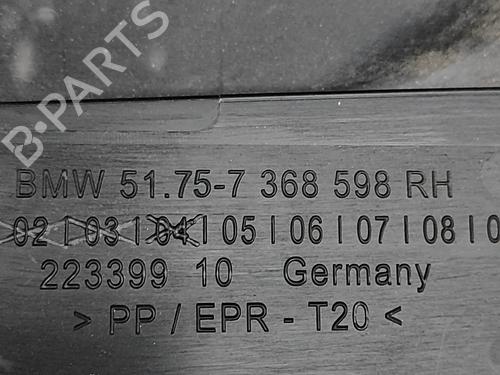 B-PARTS
BMW 51.75-7 368 598 RH
02 | 03 | 04 | 05 | 06 | 07 | 08 | 0
223399 10 Germany
> PP / EPR - T20 <